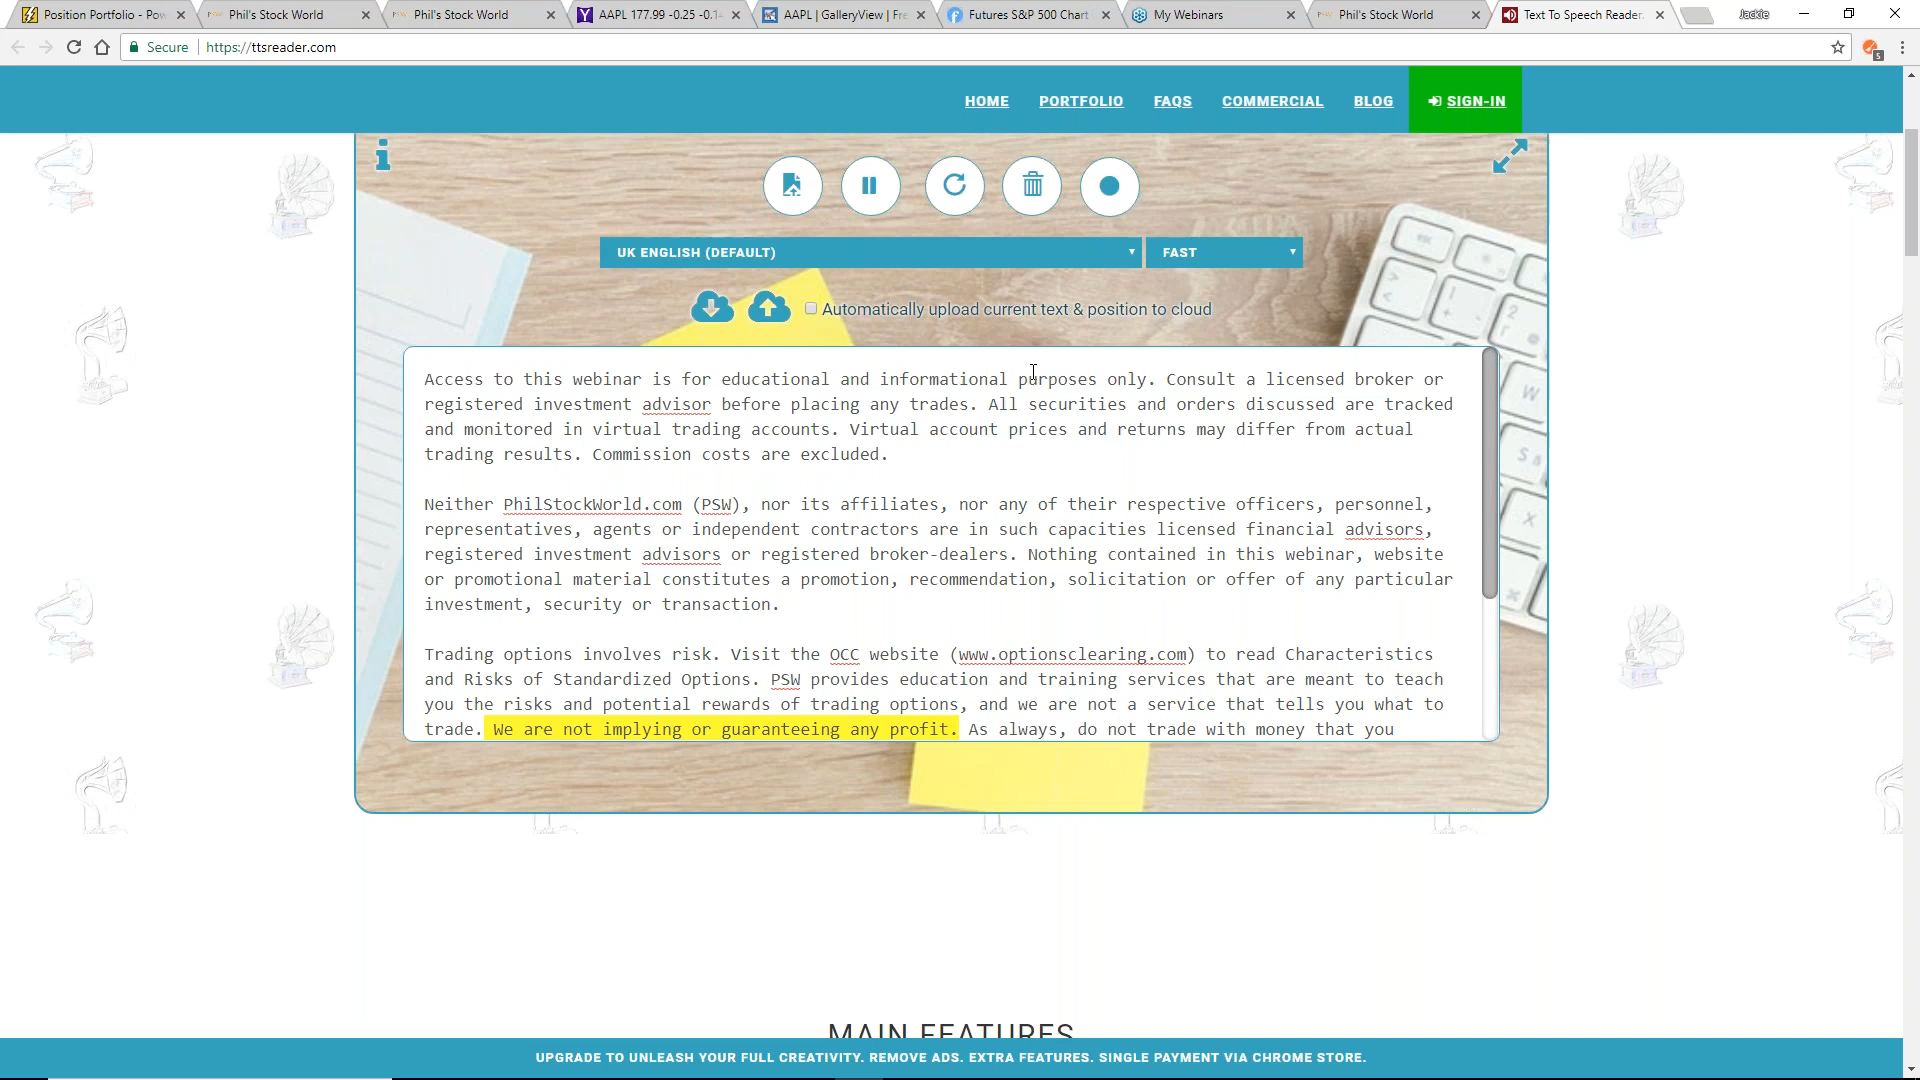 Position Portfolio - Pow
Phil's Stock World
Phil's Stock World
AAPL 177.99 -0.25 -0.1
AAPL | GalleryView | Fre
Futures S&P 500 Chart
My Webinars
Phil's Stock World
Text To Speech Reader
Jackie
Secure
https://ttsreader.com
5
HOME
PORTFOLIO
FAQS
COMMERCIAL
BLOG
SIGN-IN
UK ENGLISH (DEFAULT)
FAST
Automatically upload current text & position to cloud
Access to this webinar is for educational and informational purposes only. Consult a licensed broker or
registered investment advisor before placing any trades. All securities and orders discussed are tracked
and monitored in virtual trading accounts. Virtual account prices and returns may differ from actual
trading results. Commission costs are excluded.
Neither PhilStockWorld.com (PSW), nor its affiliates, nor any of their respective officers, personnel,
representatives, agents or independent contractors are in such capacities licensed financial advisors,
registered investment advisors or registered broker-dealers. Nothing contained in this webinar, website
or promotional material constitutes a promotion, recommendation, solicitation or offer of any particular
investment, security or transaction.
Trading options involves risk. Visit the OCC website (www.optionsclearing.com) to read Characteristics
and Risks of Standardized Options. PSW provides education and training services that are meant to teach
you the risks and potential rewards of trading options, and we are not a service that tells you what to
trade. We are not implying or guaranteeing any profit. As always, do not trade with money that you
MAIN FEATURES
UPGRADE TO UNLEASH YOUR FULL CREATIVITY. REMOVE ADS. EXTRA FEATURES. SINGLE PAYMENT VIA CHROME STORE.